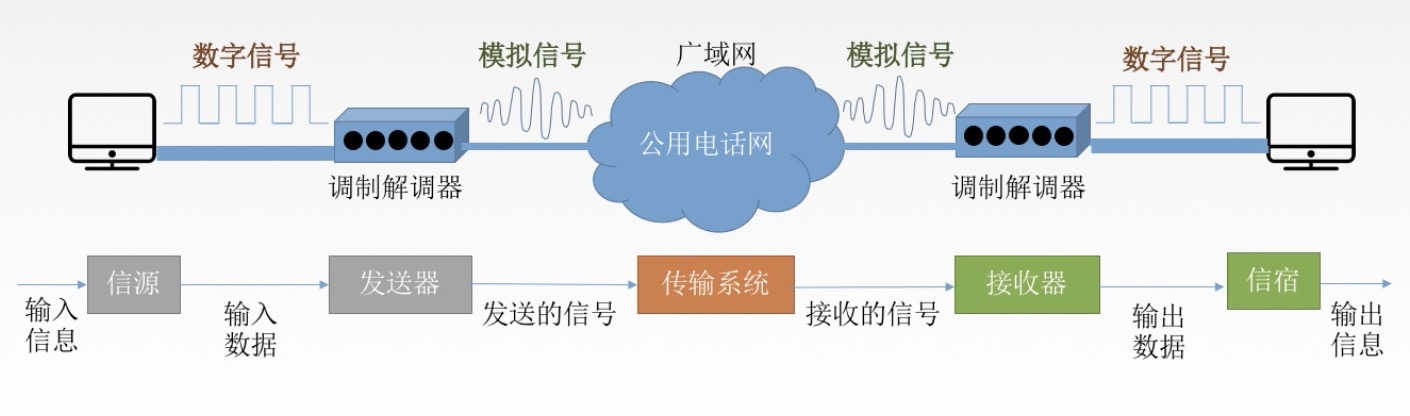 数字信号
模拟信号
广域网
模拟信号
数字信号
公用电话网
调制解调器
调制解调器
信源
发送器
传输系统
接收器
信宿
输入
信息
输入
数据
发送的信号
接收的信号
输出
数据
输出
信息